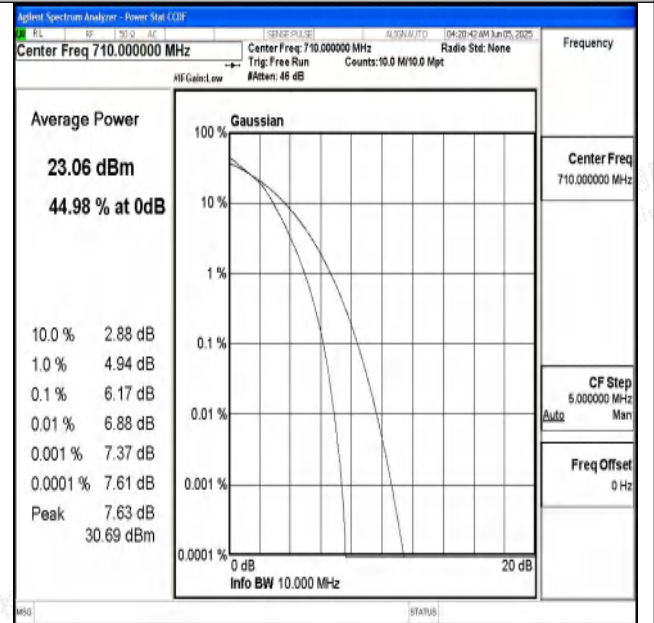 Agilent Spectrum Analyzer - Power Stat CCDF
RL RF 50 Ω AC SENSE:PULSE ALIGNAUTO 04:20:42 AM Jun 05, 2025
Center Freq 710.000000 MHz
Center Freq: 710.000000 MHz Radio Std: None
Trig: Free Run Counts:10.0 M/10.0 Mpt
#IFGain:Low #Atten: 46 dB
Frequency
Average Power
23.06 dBm
44.98 % at 0dB
10.0 % 2.88 dB
1.0 % 4.94 dB
0.1 % 6.17 dB
0.01 % 6.88 dB
0.001 % 7.37 dB
0.0001 % 7.61 dB
Peak 7.63 dB
30.69 dBm
Gaussian
100 %
10 %
1 %
0.1 %
0.01 %
0.001 %
0.0001 %
0 dB 20 dB
Info BW 10.000 MHz
Center Freq
710.000000 MHz
CF Step
5.000000 MHz
Auto Man
Freq Offset
0 Hz
MSG STATUS